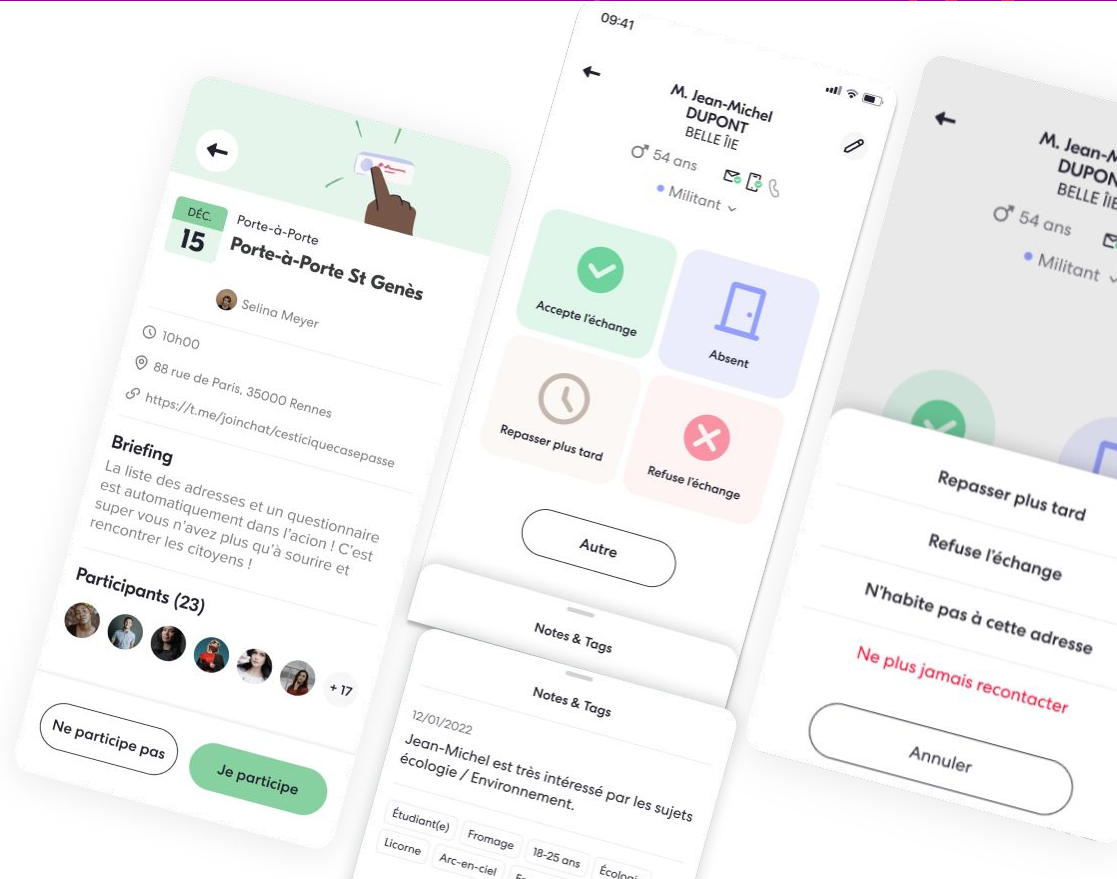 DÉC.
15
Porte-à-Porte
Porte-à-Porte St Genès
Selina Meyer
10h00
88 rue de Paris, 35000 Rennes
https://t.me/joinchat/cesticiquecasepasse
Briefing
La liste des adresses et un questionnaire
est automatiquement dans l'acion ! C'est
super vous n'avez plus qu'à sourire et
rencontrer les citoyens !
Participants (23)
+ 17
Ne participe pas
Je participe
09:41
M. Jean-Michel
DUPONT
BELLE ÎlE
54 ans
Militant
Accepte l'échange
Absent
Repasser plus tard
Refuse l'échange
Autre
Notes & Tags
Notes & Tags
12/01/2022
Jean-Michel est très intéressé par les sujets
écologie / Environnement.
Étudiant(e)
Fromage
18-25 ans
Écologi
Licorne
Arc-en-ciel
M. Jean-M
DUPON
BELLE ÎlE
54 ans
Militant
Repasser plus tard
Refuse l'échange
N'habite pas à cette adresse
Ne plus jamais recontacter
Annuler